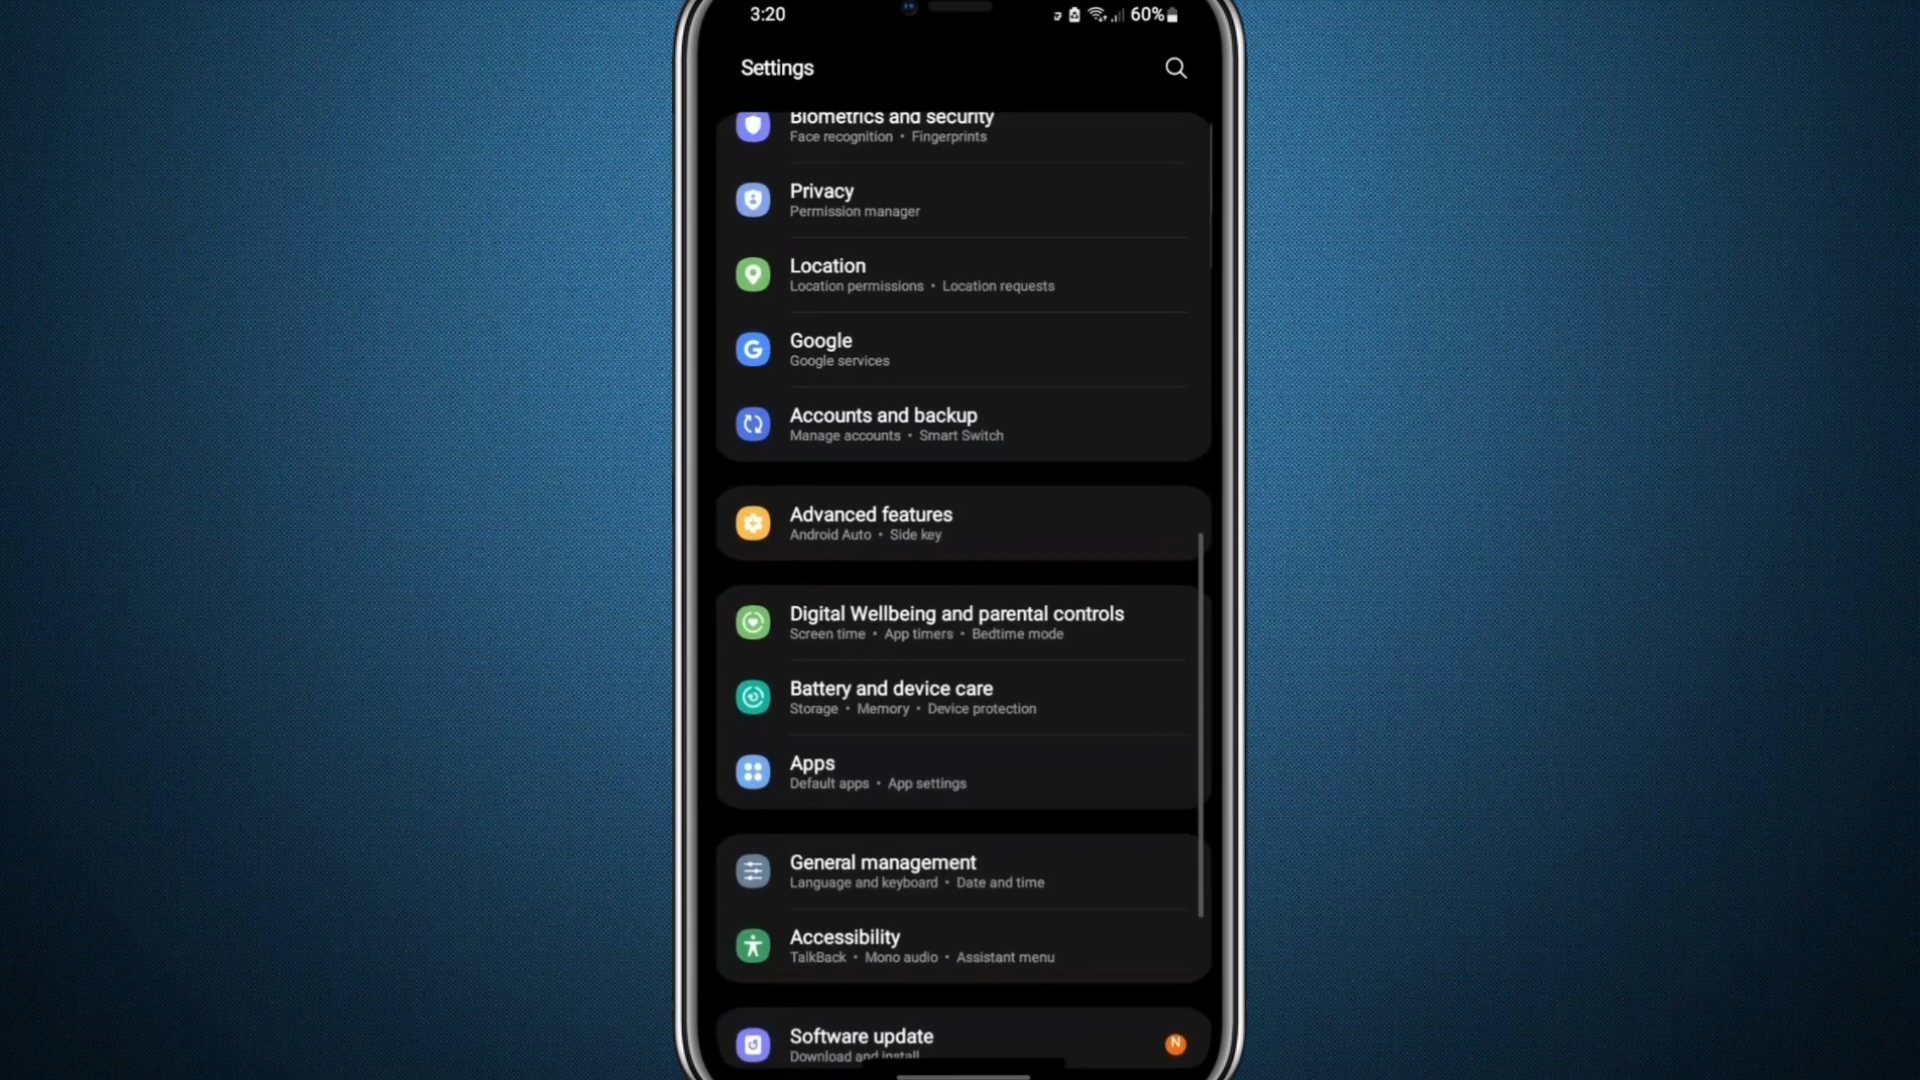 3:20
60%
Settings
Biometrics and security
Face recognition • Fingerprints
Privacy
Permission manager
Location
Location permissions • Location requests
Google
Google services
Accounts and backup
Manage accounts • Smart Switch
Advanced features
Android Auto • Side key
Digital Wellbeing and parental controls
Screen time • App timers • Bedtime mode
Battery and device care
Storage • Memory • Device protection
Apps
Default apps • App settings
General management
Language and keyboard • Date and time
Accessibility
TalkBack • Mono audio • Assistant menu
Software update
N
Download and install